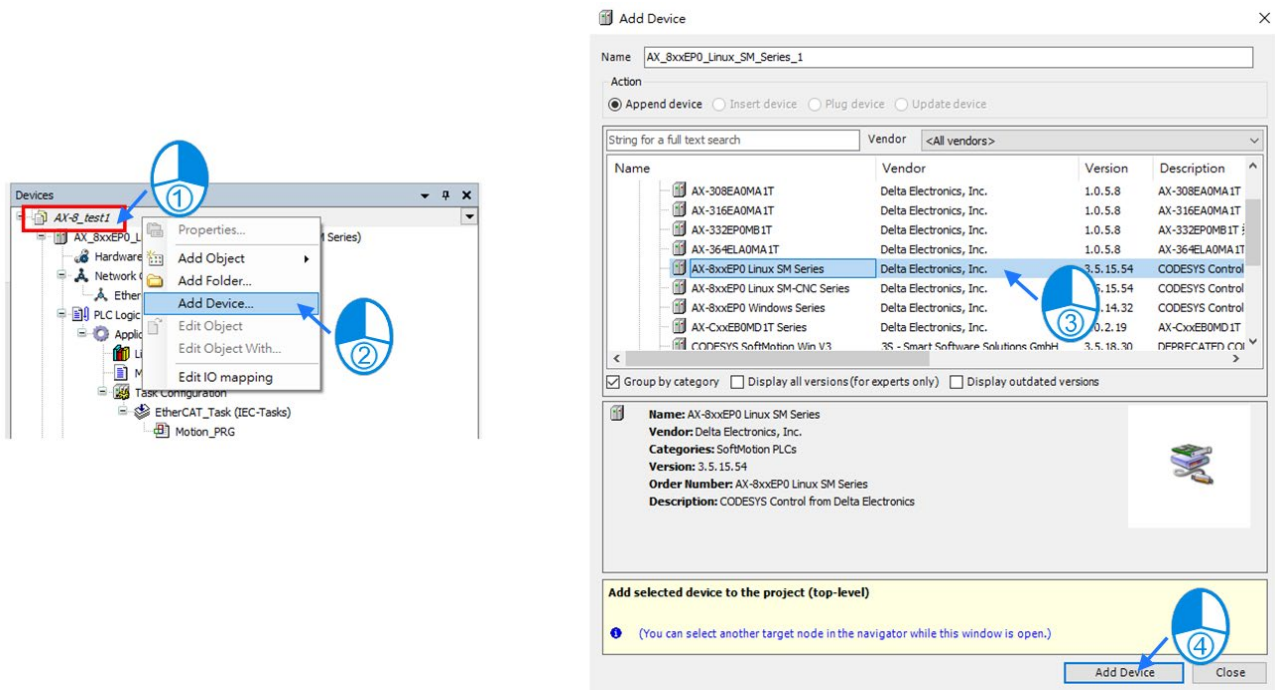 Devices
AX-8_test1
AX_8xxEP0_L
Series)
Hardware
Network
Ether
PLC Logic
Applic
Task Configuration
EtherCAT_Task (IEC-Tasks)
Motion_PRG
Properties...
Add Object
Add Folder...
Add Device...
Edit Object
Edit Object With...
Edit IO mapping
①
②
Add Device
Name AX_8xxEP0_Linux_SM_Series_1
Action
Append device Insert device Plug device Update device
String for a full text search Vendor <All vendors>
Name Vendor Version Description
AX-308EA0MA1T Delta Electronics, Inc. 1.0.5.8 AX-308EA0MA1T
AX-316EA0MA1T Delta Electronics, Inc. 1.0.5.8 AX-316EA0MA1T
AX-332EP0MB1T Delta Electronics, Inc. 1.0.5.8 AX-332EP0MB1T
AX-364ELA0MA1T Delta Electronics, Inc. 1.0.5.8 AX-364ELA0MA1T
AX-8xxEP0 Linux SM Series Delta Electronics, Inc. 3.5.15.54 CODESYS Control
AX-8xxEP0 Linux SM-CNC Series Delta Electronics, Inc. .5.15.54 CODESYS Control
AX-8xxEP0 Windows Series Delta Electronics, Inc. .14.32 CODESYS Control
AX-CxxEB0MD1T Series Delta Electronics, Inc. .0.2.19 AX-CxxEB0MD1T
CODESYS SoftMotion Win V3 3S - Smart Software Solutions GmbH 3.5.18.30 DEPRECATED COI
③
Group by category Display all versions (for experts only) Display outdated versions
Name: AX-8xxEP0 Linux SM Series
Vendor: Delta Electronics, Inc.
Categories: SoftMotion PLCs
Version: 3.5.15.54
Order Number: AX-8xxEP0 Linux SM Series
Description: CODESYS Control from Delta Electronics
Add selected device to the project (top-level)
(You can select another target node in the navigator while this window is open.)
④
Add Device Close